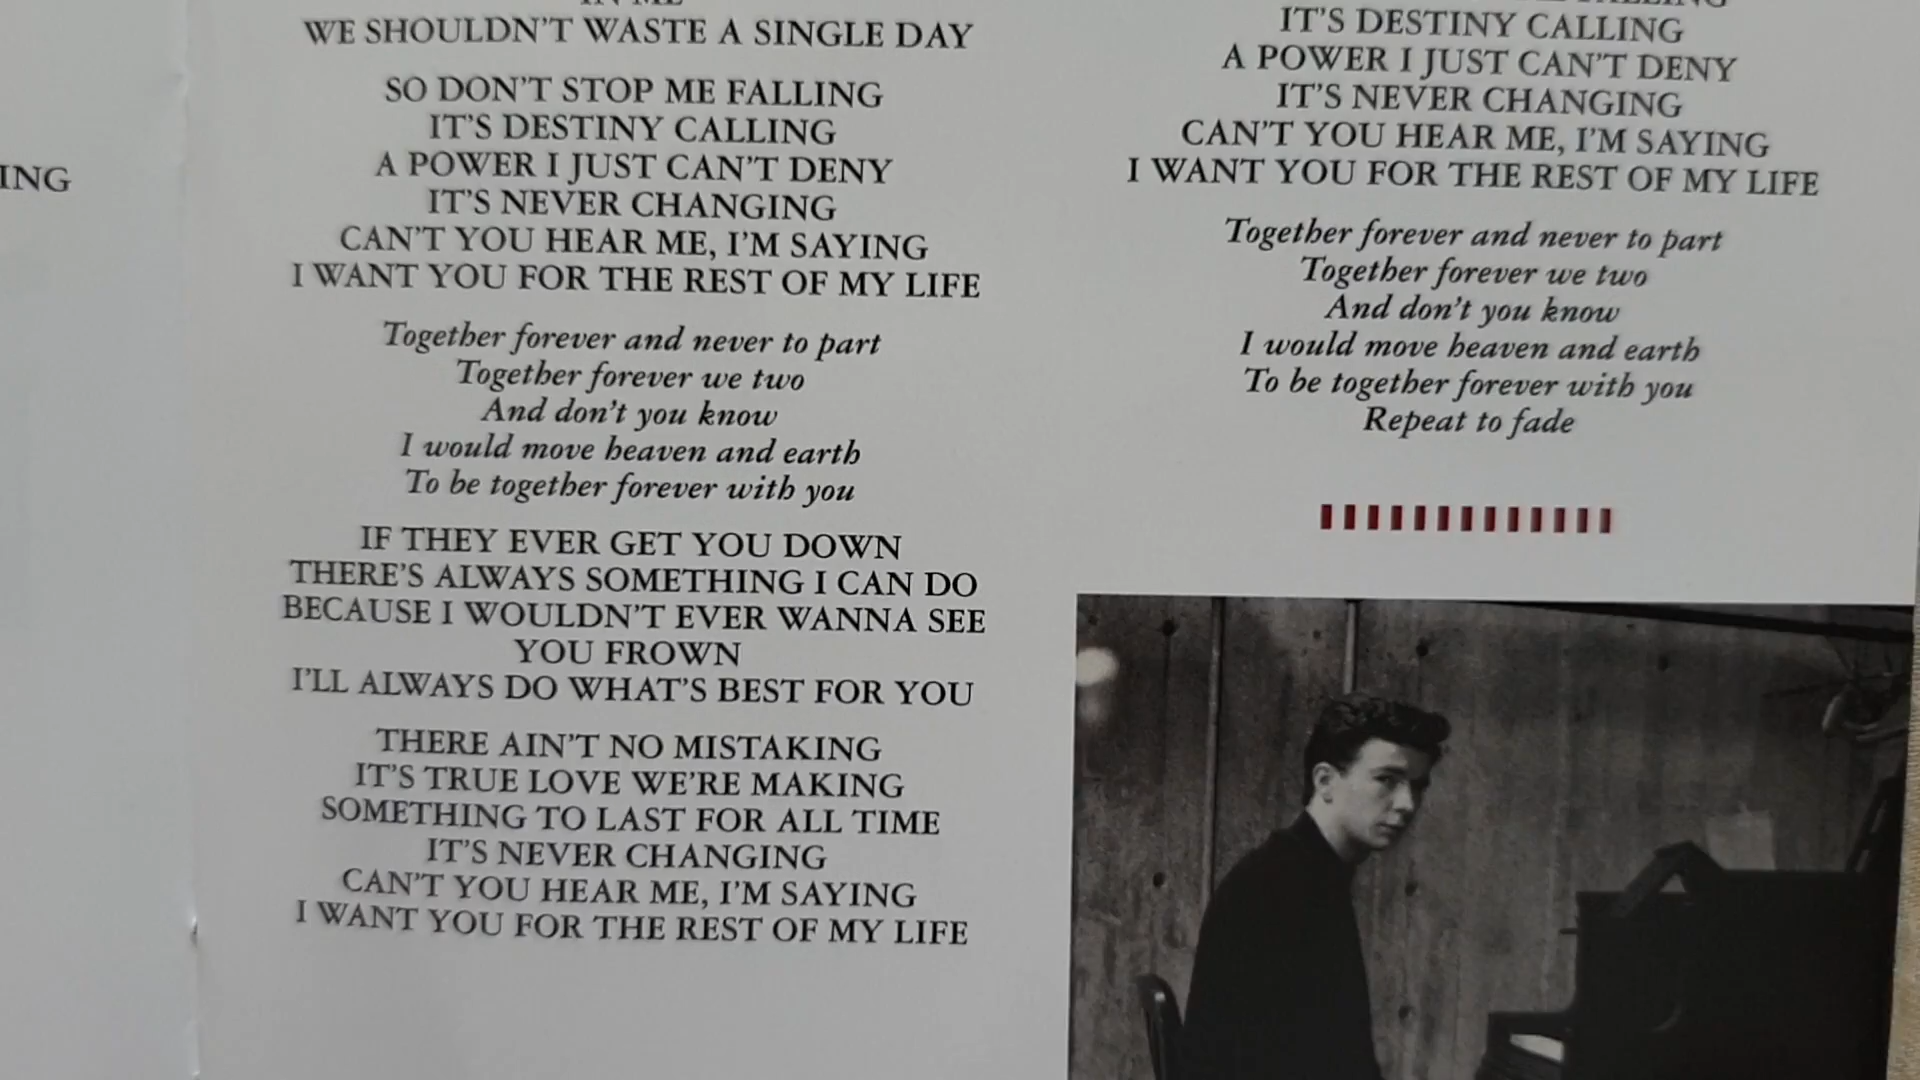 ING
IN ME
WE SHOULDN'T WASTE A SINGLE DAY
SO DON'T STOP ME FALLING
IT'S DESTINY CALLING
A POWER I JUST CAN'T DENY
IT'S NEVER CHANGING
CAN'T YOU HEAR ME, I'M SAYING
I WANT YOU FOR THE REST OF MY LIFE
Together forever and never to part
Together forever we two
And don't you know
I would move heaven and earth
To be together forever with you
IF THEY EVER GET YOU DOWN
THERE'S ALWAYS SOMETHING I CAN DO
BECAUSE I WOULDN'T EVER WANNA SEE
YOU FROWN
I'LL ALWAYS DO WHAT'S BEST FOR YOU
THERE AIN'T NO MISTAKING
IT'S TRUE LOVE WE'RE MAKING
SOMETHING TO LAST FOR ALL TIME
IT'S NEVER CHANGING
CAN'T YOU HEAR ME, I'M SAYING
I WANT YOU FOR THE REST OF MY LIFE
FALLING
IT'S DESTINY CALLING
A POWER I JUST CAN'T DENY
IT'S NEVER CHANGING
CAN'T YOU HEAR ME, I'M SAYING
I WANT YOU FOR THE REST OF MY LIFE
Together forever and never to part
Together forever we two
And don't you know
I would move heaven and earth
To be together forever with you
Repeat to fade